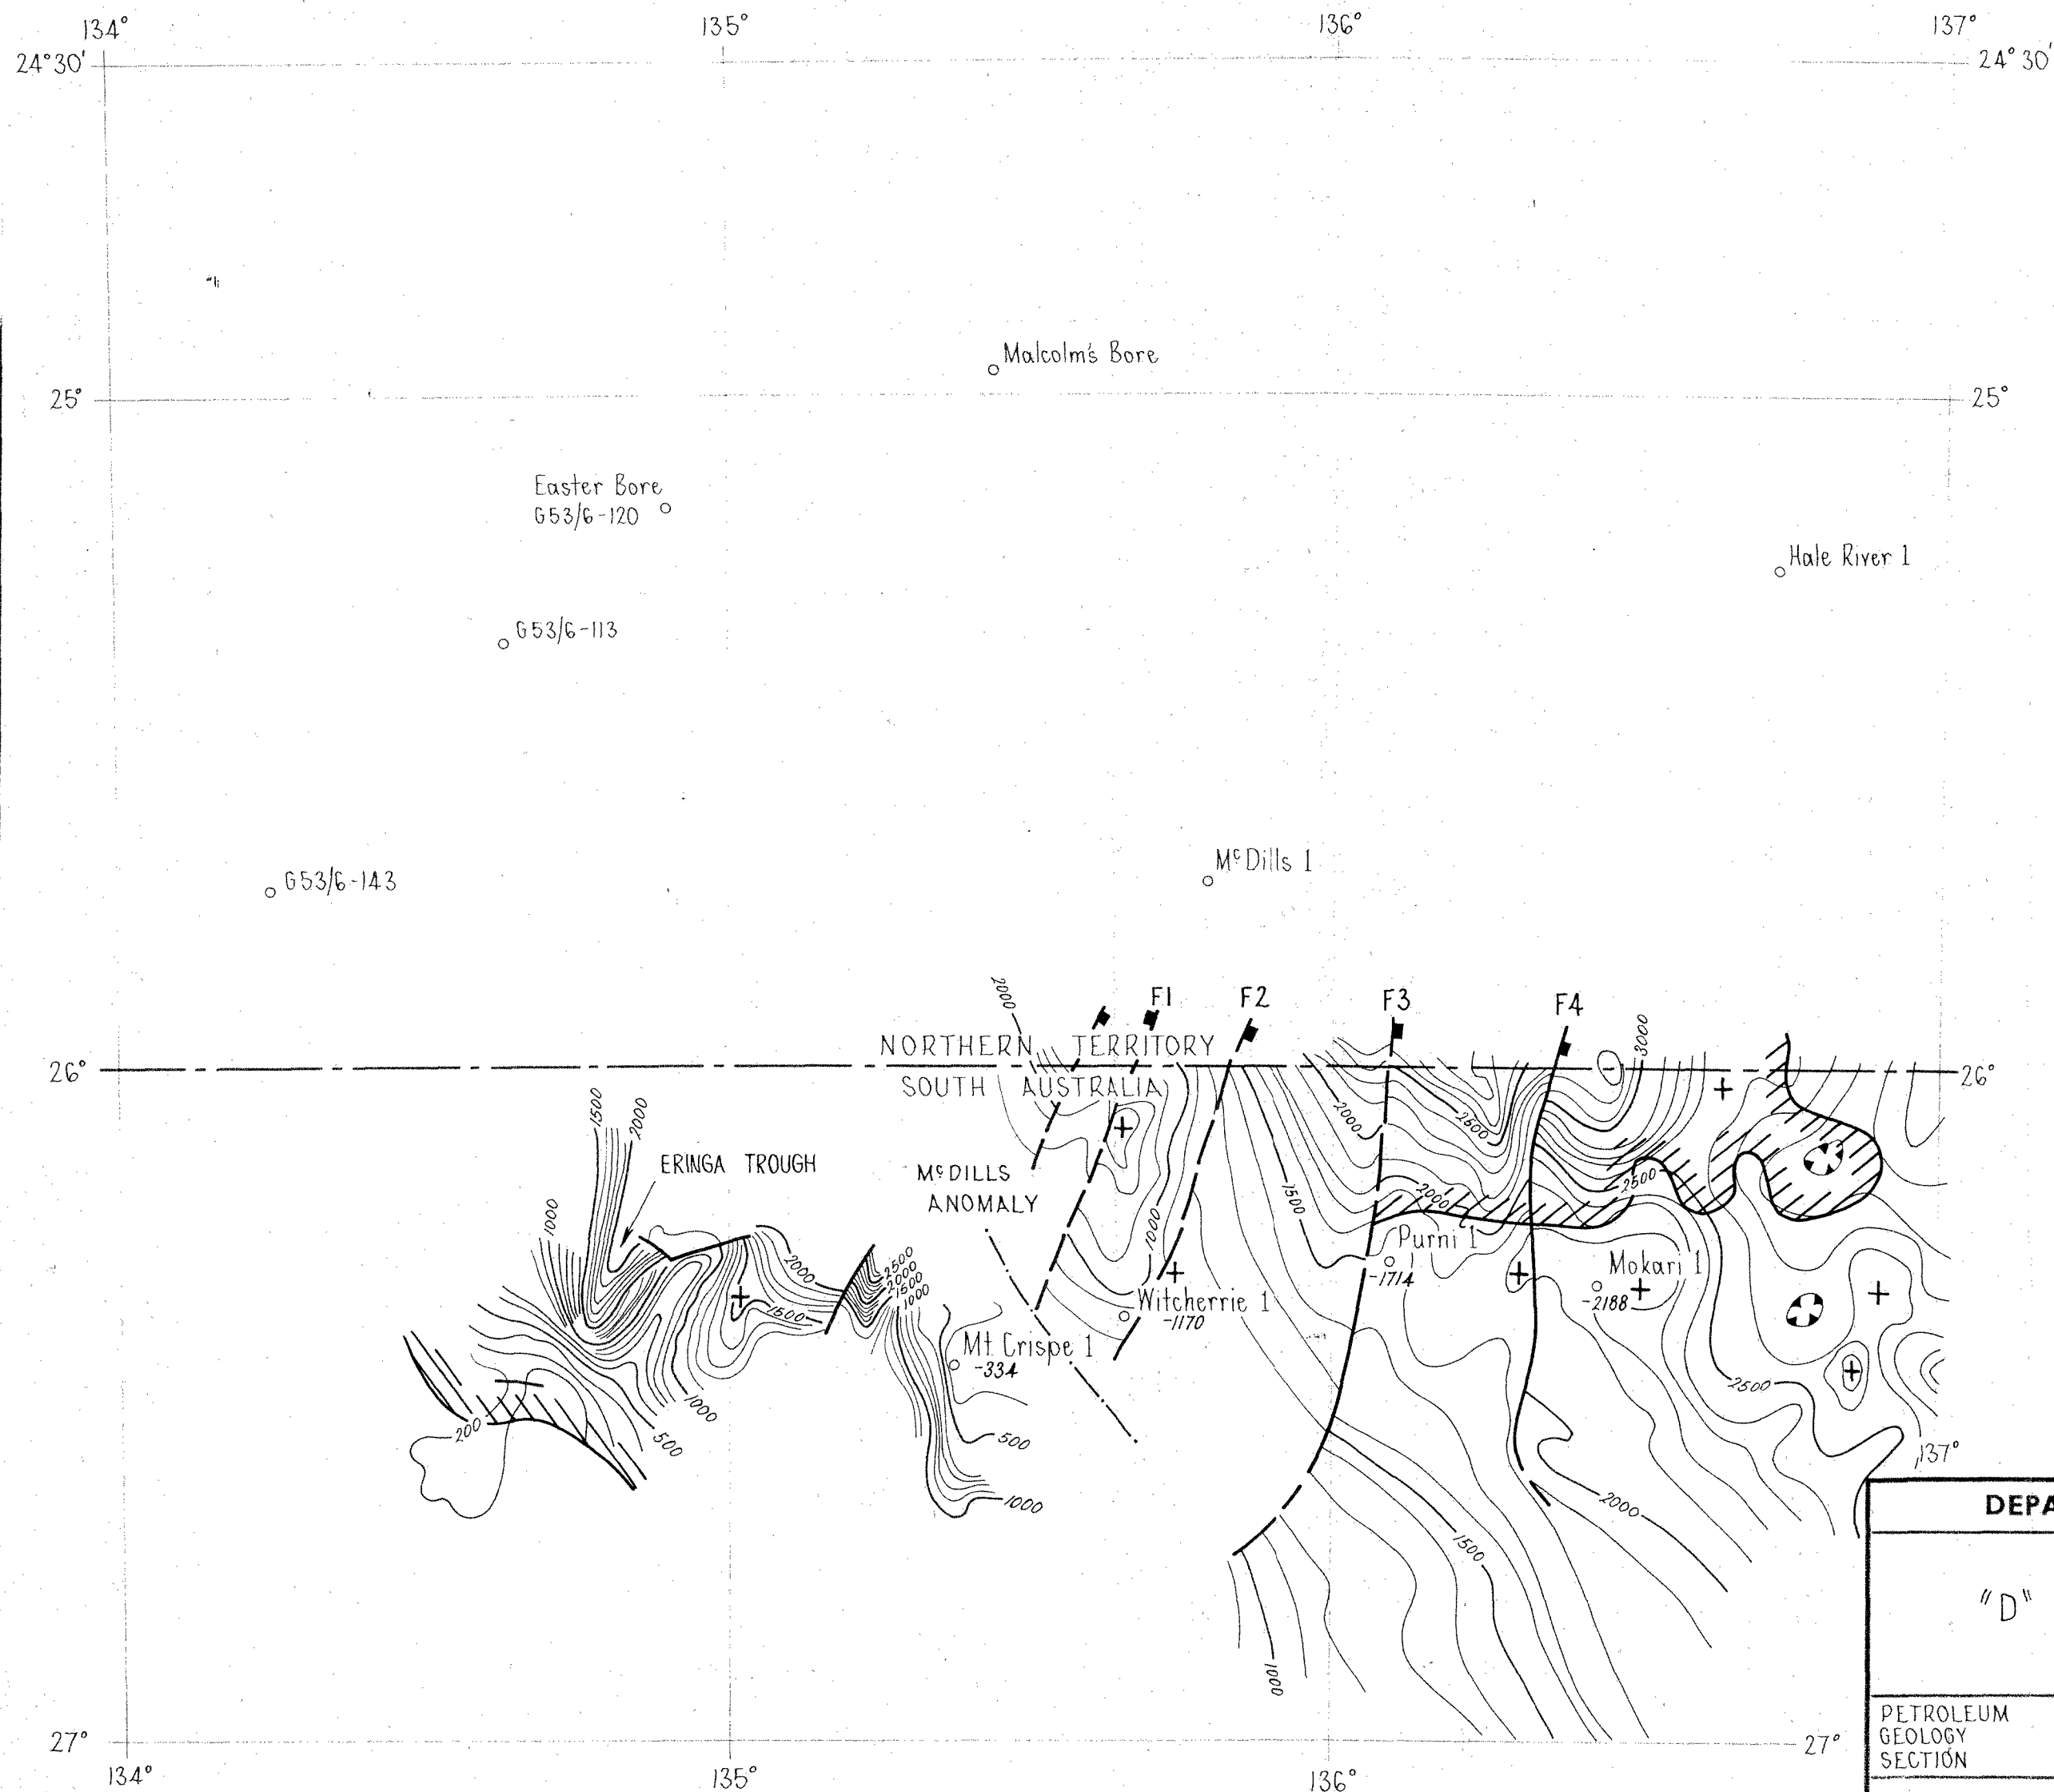 134°
135°
136°
137°
24°30'
24°30'
Malcolm's Bore
25°
25°
Easter Bore
G53/6-120
Hale River 1
G53/6-113
McDills 1
G53/6-143
2000
F1
F2
F3
F4
3000
NORTHERN TERRITORY
26°
26°
SOUTH AUSTRALIA
1500
2000
2000
2500
ERINGA TROUGH
McDILLS
ANOMALY
1000
1000
1500
2000
2500
Purni 1
-1714
Mokari 1
-2188
2000
2500
2000
1500
1000
1500
Witcherrie 1
-1170
Mt. Crispe 1
-334
2500
1000
200
500
500
137°
1000
2000
1500
DEPA
"D"
1000
PETROLEUM
GEOLOGY
SECTION
27°
27°
134°
135°
136°